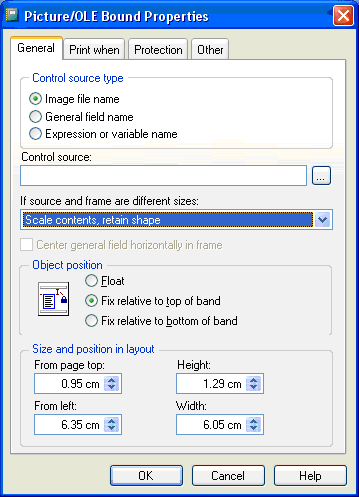 Picture/OLE Bound Properties
General Print when Protection Other
Control source type
Image file name
General field name
Expression or variable name
Control source:
...
If source and frame are different sizes:
Scale contents, retain shape
Center general field horizontally in frame
Object position
Float
Fix relative to top of band
Fix relative to bottom of band
Size and position in layout
From page top: Height:
0.95 cm 1.29 cm
From left: Width:
6.35 cm 6.05 cm
OK Cancel Help